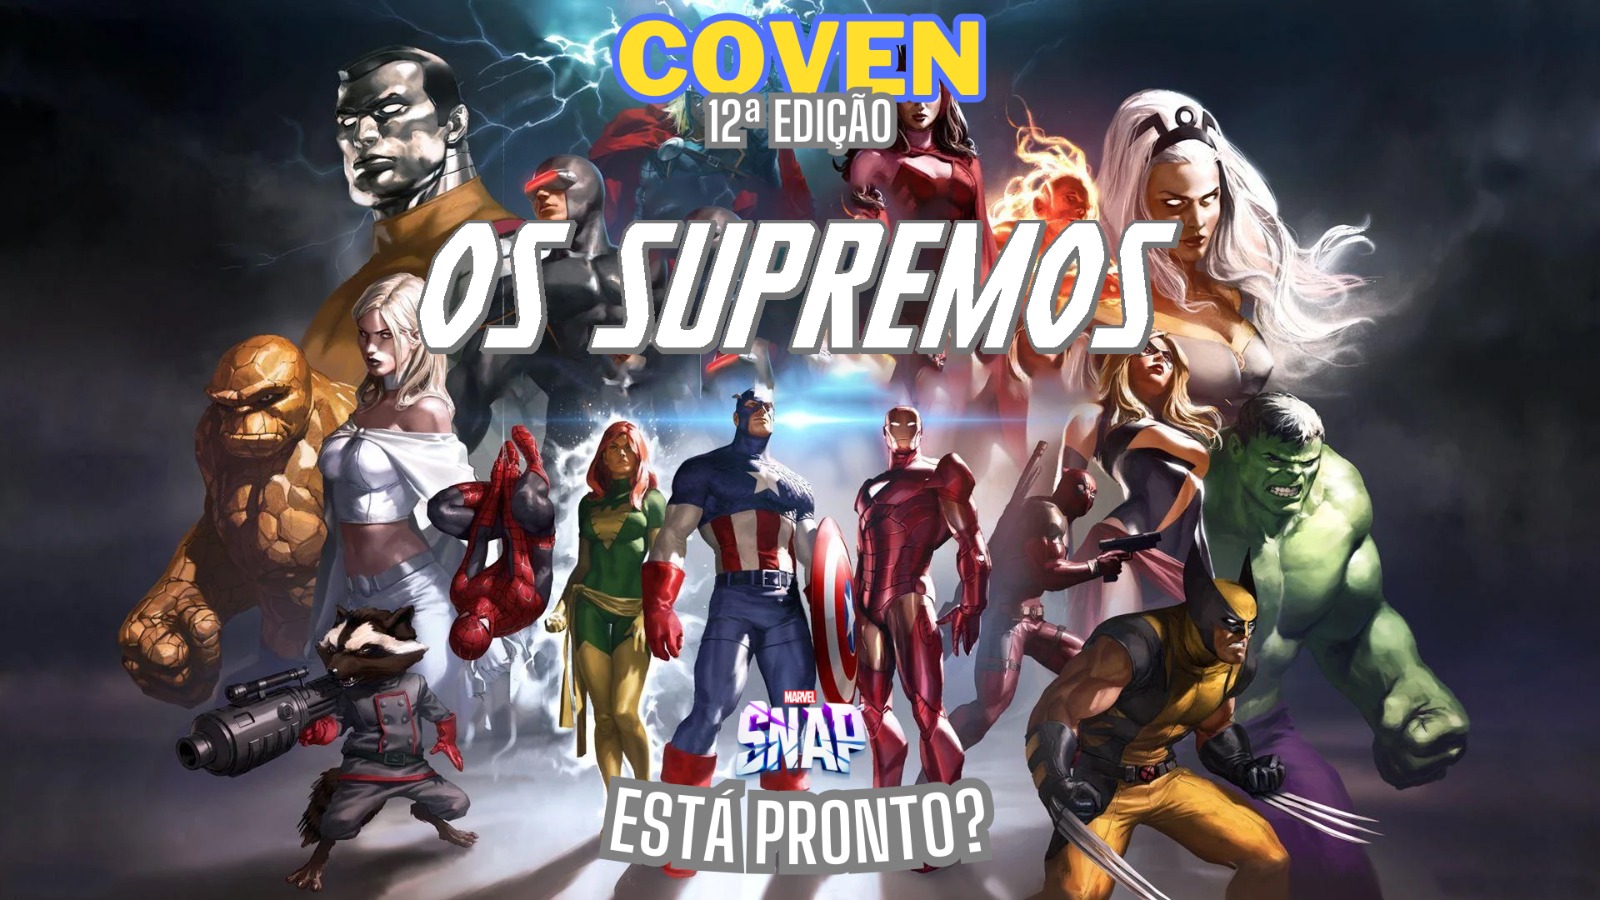 COVEN
12ª EDIÇÃO
OS SUPREMOS
MARVEL
SNAP
ESTÁ PRONTO?